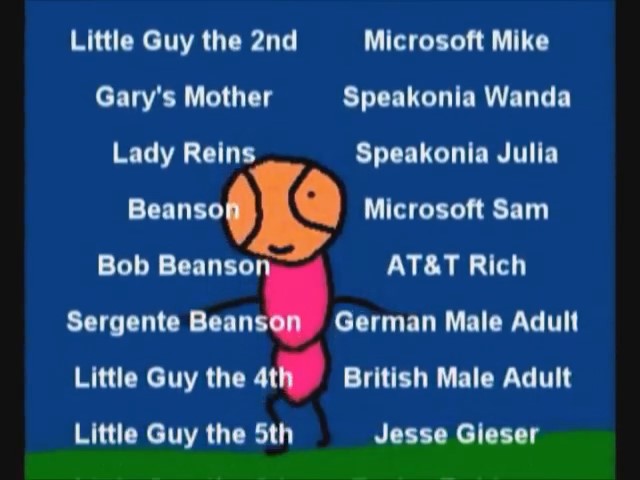 Little Guy the 2nd Microsoft Mike
Gary's Mother Speakonia Wanda
Lady Reins Speakonia Julia
Beanson Microsoft Sam
Bob Beanson AT&T Rich
Sergente Beanson German Male Adult
Little Guy the 4th British Male Adult
Little Guy the 5th Jesse Gieser